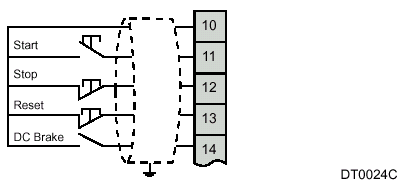 10
Start
11
Stop
12
Reset
13
DC Brake
14
DT0024C